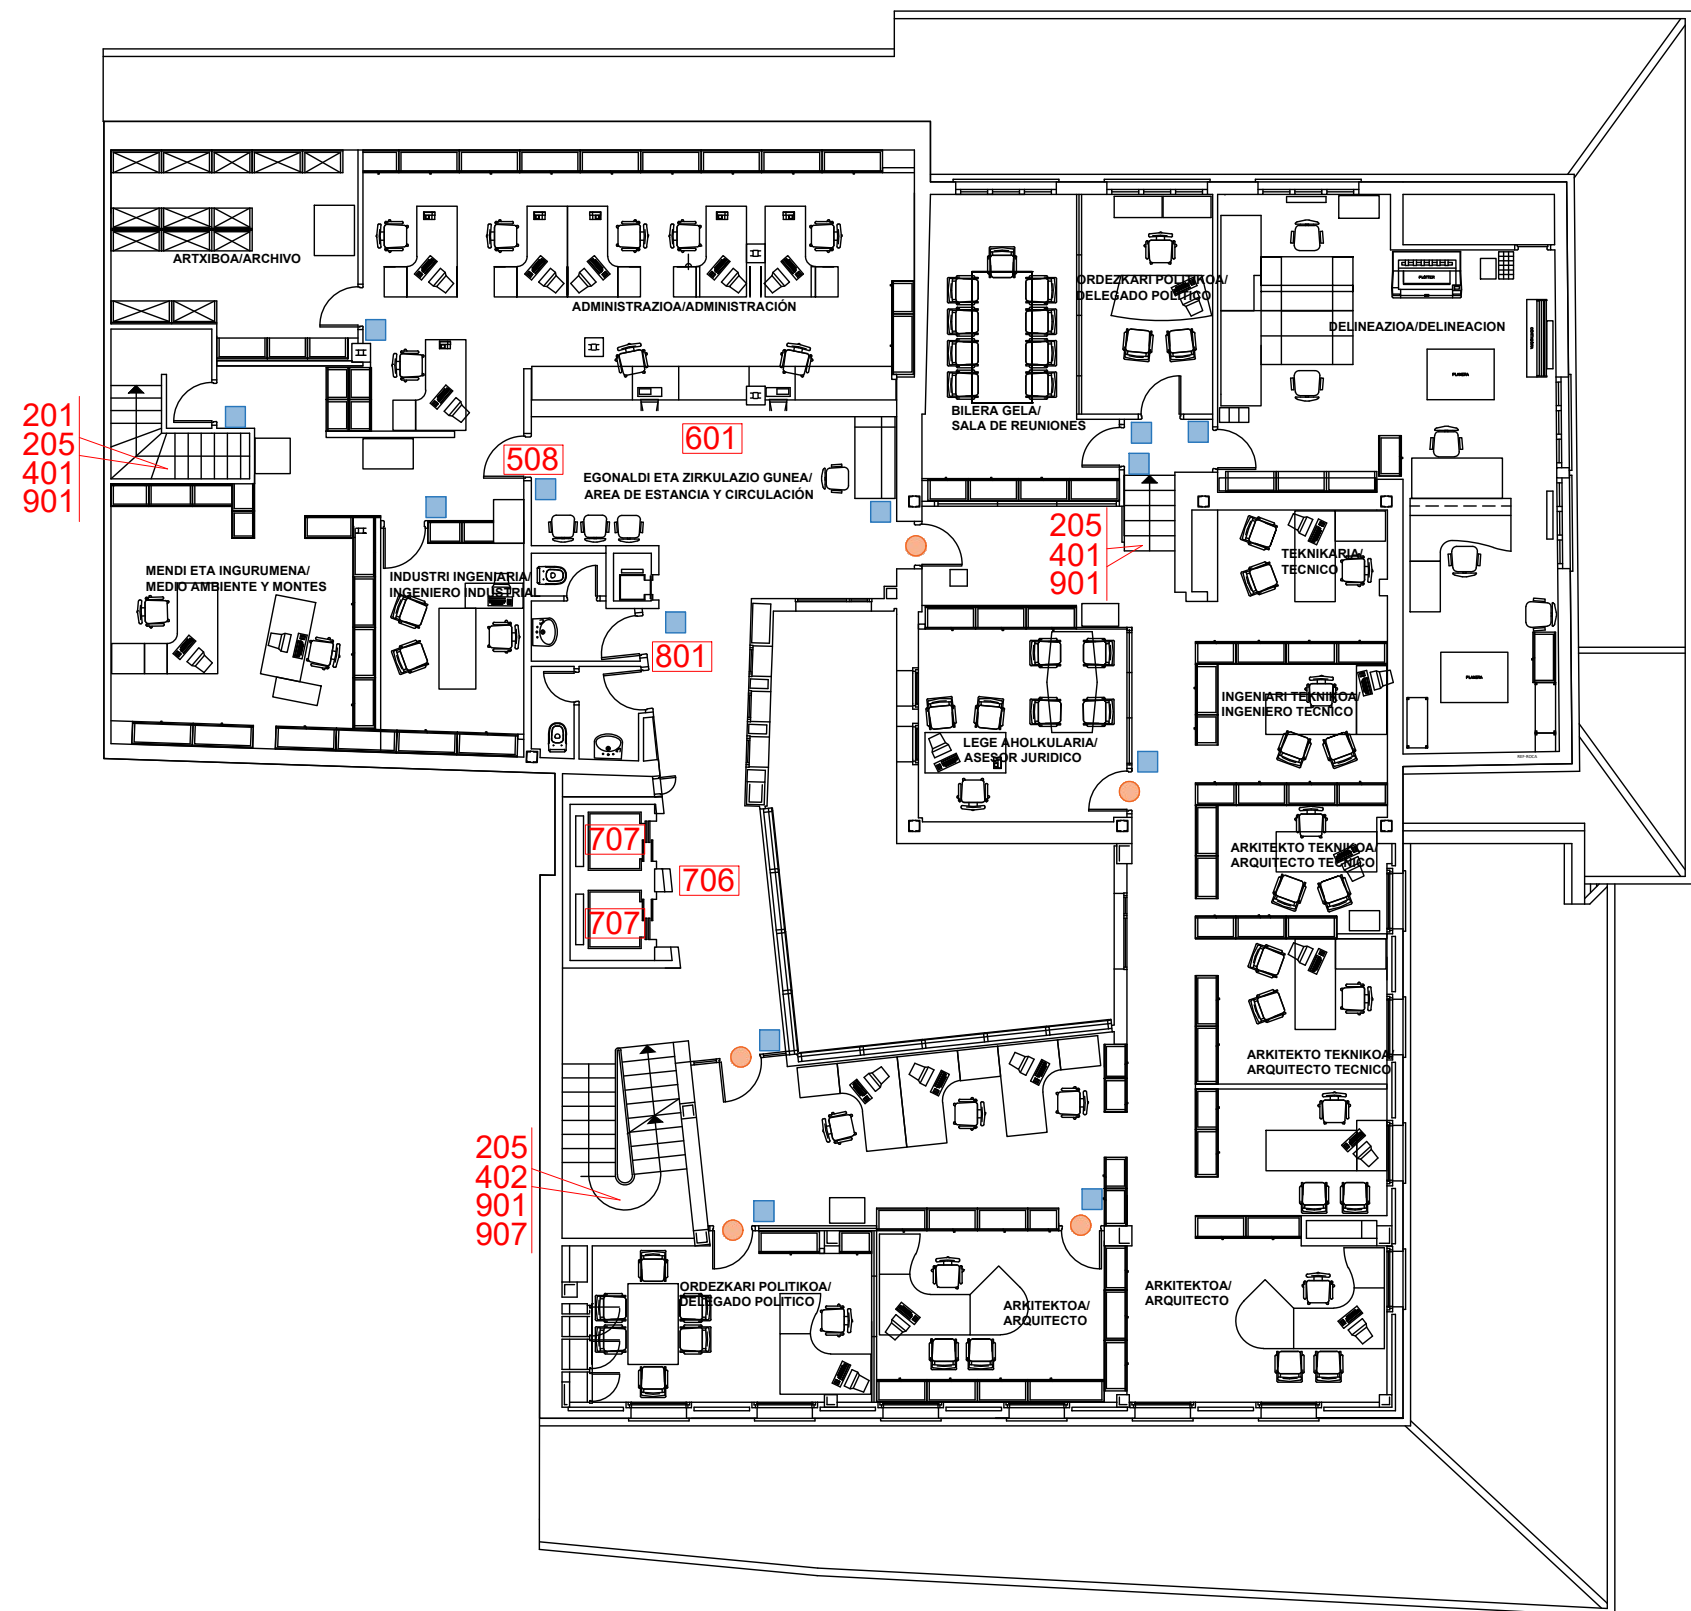 ARTXIBOA/ARCHIVO
ADMINISTRAZIOA/ADMINISTRACIÓN
ORDEZKARI POLITIKOA/
DELEGADO POLITICO
PLOTER
DELINEAZIOA/DELINEACION
PLANERA
BILERA GELA/
SALA DE REUNIONES
201
205
401
901
601
508
EGONALDI ETA ZIRKULAZIO GUNEA/
AREA DE ESTANCIA Y CIRCULACIÓN
205
401
901
TEKNIKARIA/
TECNICO
MENDI ETA INGURUMENA/
MEDIO AMBIENTE Y MONTES
INDUSTRI INGENIARIA/
INGENIERO INDUSTRIAL
801
INGENIARI TEKNIKOA/
INGENIERO TECNICO
PLANERA
LEGE AHOLKULARIA/
ASESOR JURIDICO
707
706
707
ARKITEKTO TEKNIKOA/
ARQUITECTO TECNICO
ARKITEKTO TEKNIKOA/
ARQUITECTO TECNICO
205
402
901
907
ORDEZKARI POLITIKOA/
DELEGADO POLITICO
ARKITEKTOA/
ARQUITECTO
ARKITEKTOA/
ARQUITECTO